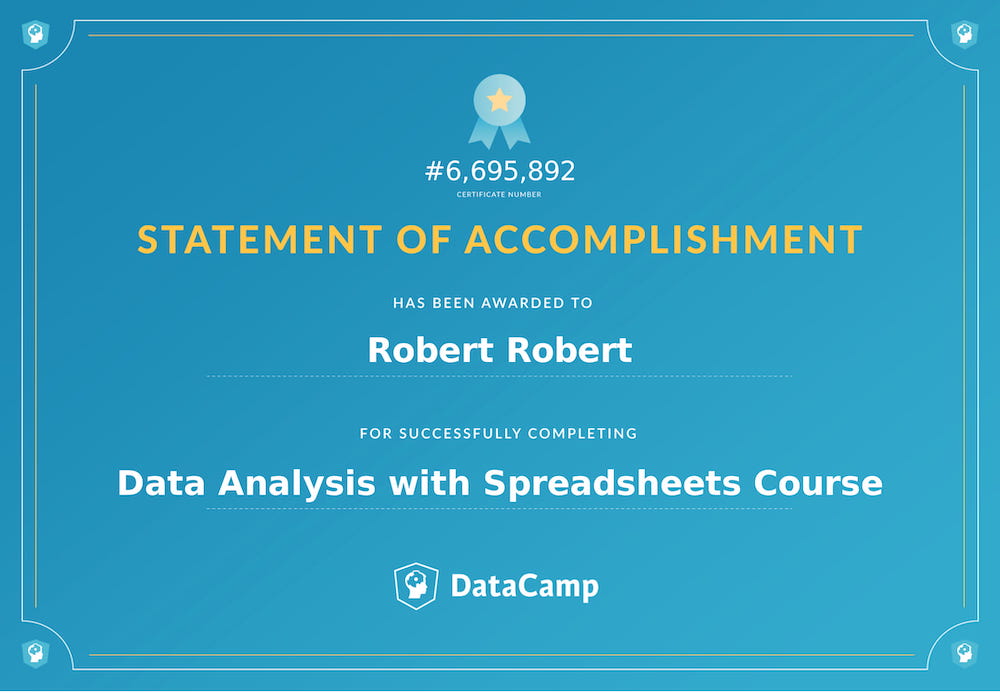 #6,695,892
CERTIFICATE NUMBER
STATEMENT OF ACCOMPLISHMENT
HAS BEEN AWARDED TO
Robert Robert
FOR SUCCESSFULLY COMPLETING
Data Analysis with Spreadsheets Course
DataCamp